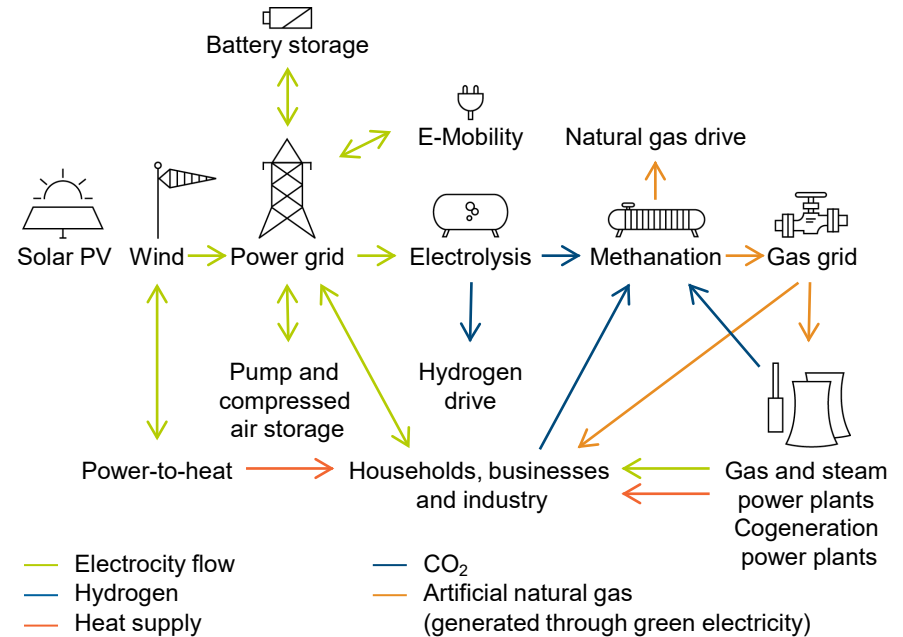 Battery storage
E-Mobility
Natural gas drive
Solar PV
Wind
Power grid
Electrolysis
Methanation
Gas grid
Pump and
compressed
air storage
Hydrogen
drive
Power-to-heat
Households, businesses
and industry
Gas and steam
power plants
Cogeneration
power plants
Electrocity flow
Hydrogen
Heat supply
CO₂
Artificial natural gas
(generated through green electricity)